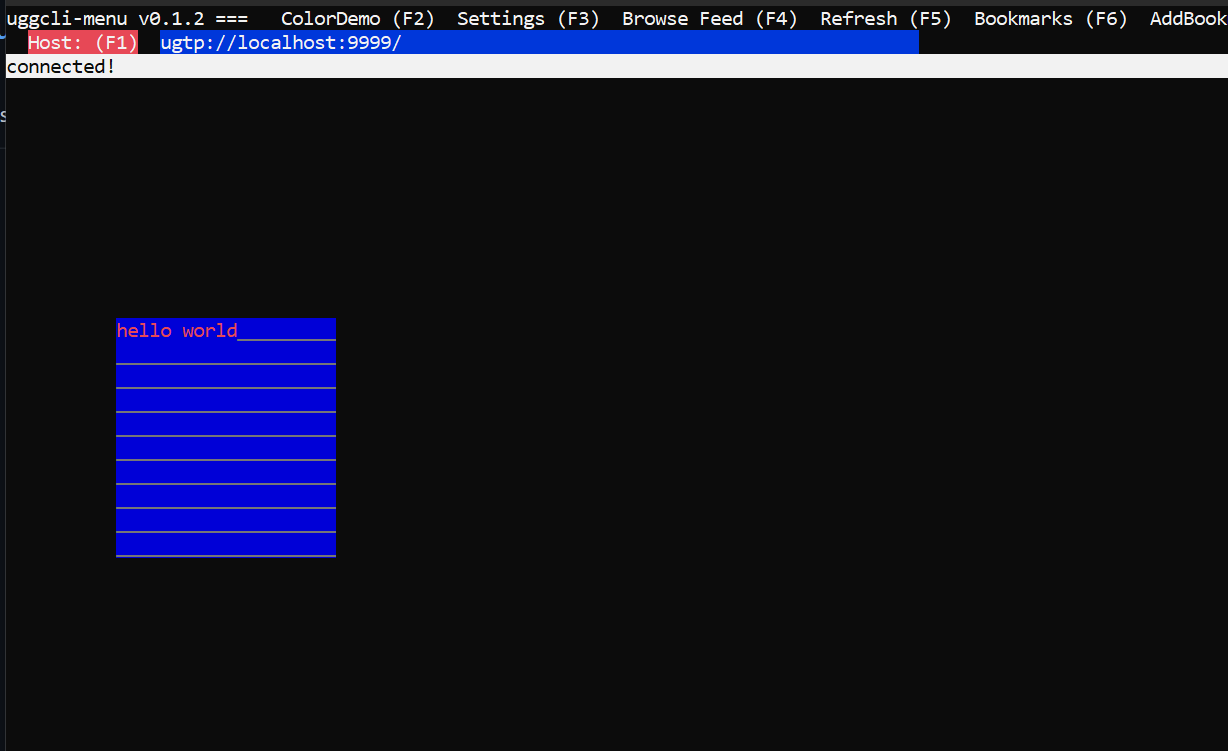 uggcli-menu v0.1.2 === ColorDemo (F2) Settings (F3) Browse Feed (F4) Refresh (F5) Bookmarks (F6) AddBook
Host: (F1) ugtp://localhost:9999/
connected!
hello world